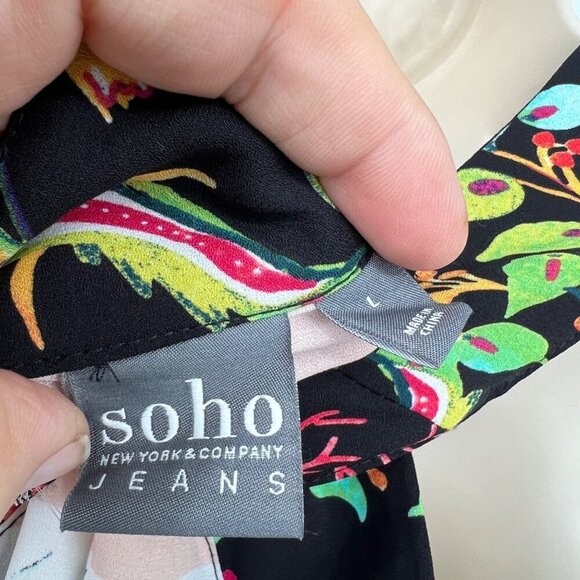 soho
NEW YORK & COMPANY
JEANS
L
MADE IN
CHINA